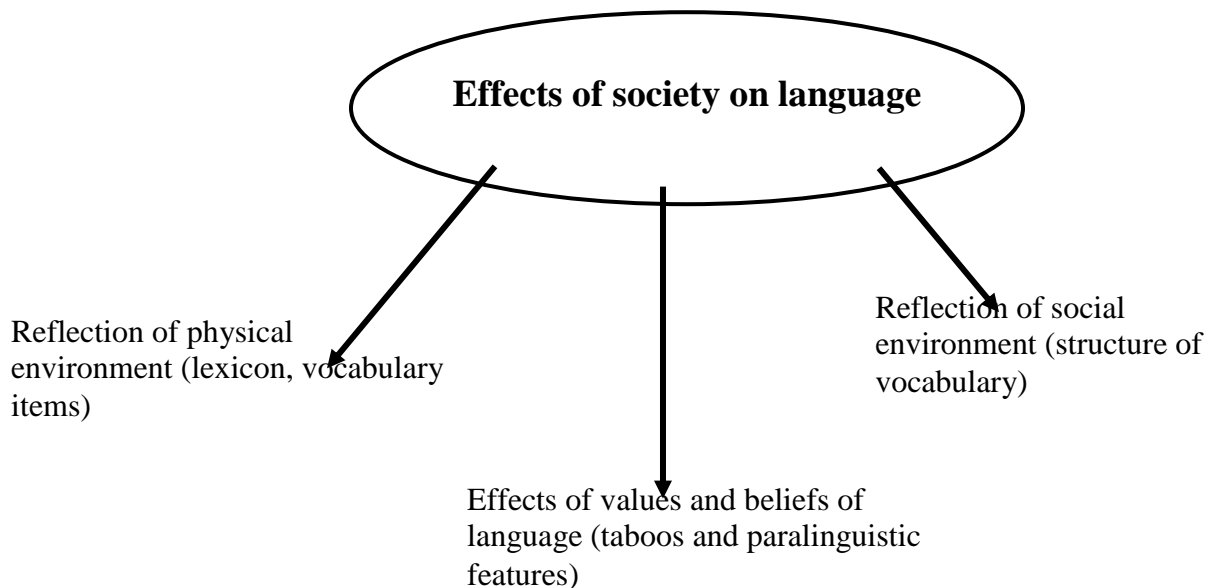 Effects of society on language
Reflection of physical
environment (lexicon, vocabulary
items)
Effects of values and beliefs of
language (taboos and paralinguistic
features)
Reflection of social
environment (structure of
vocabulary)